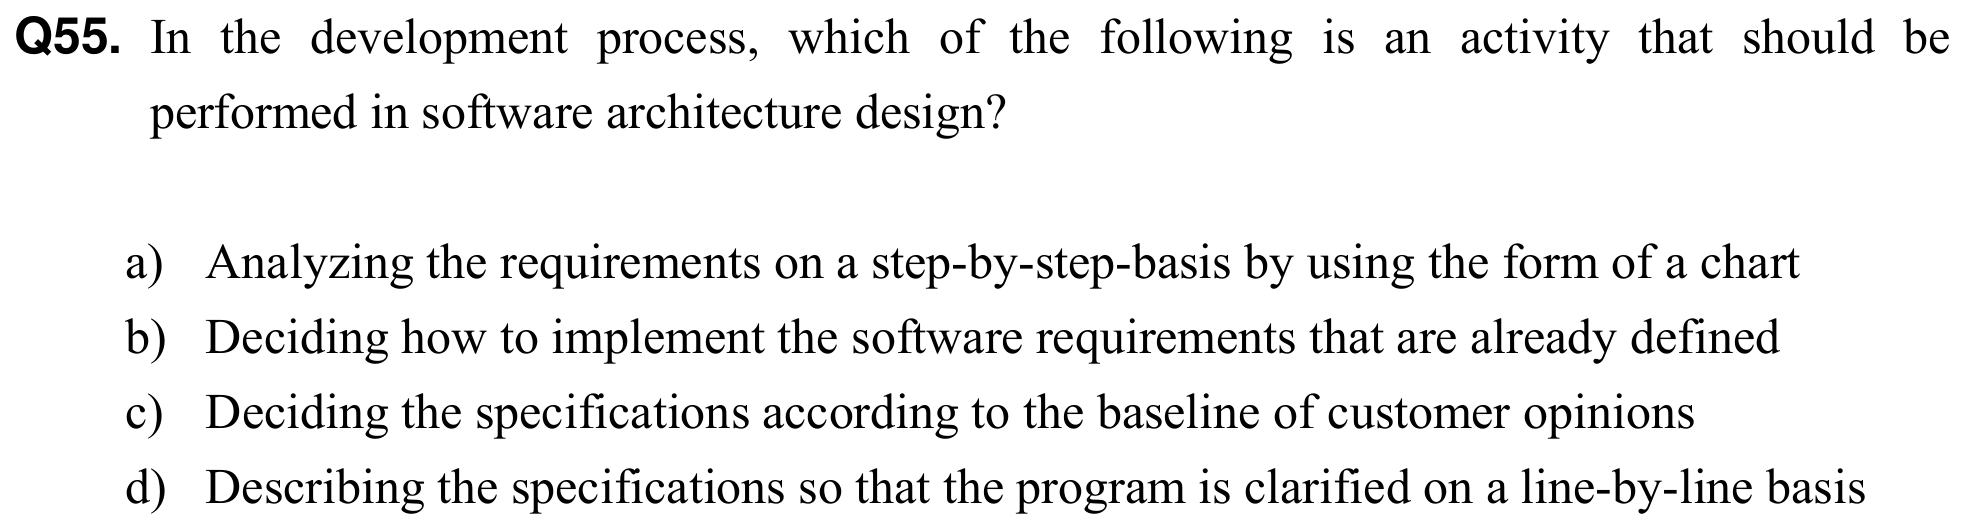 Q55. In the development process, which of the following is an activity that should be
performed in software architecture design?
a) Analyzing the requirements on a step-by-step-basis by using the form of a chart
b) Deciding how to implement the software requirements that are already defined
c) Deciding the specifications according to the baseline of customer opinions
d) Describing the specifications so that the program is clarified on a line-by-line basis